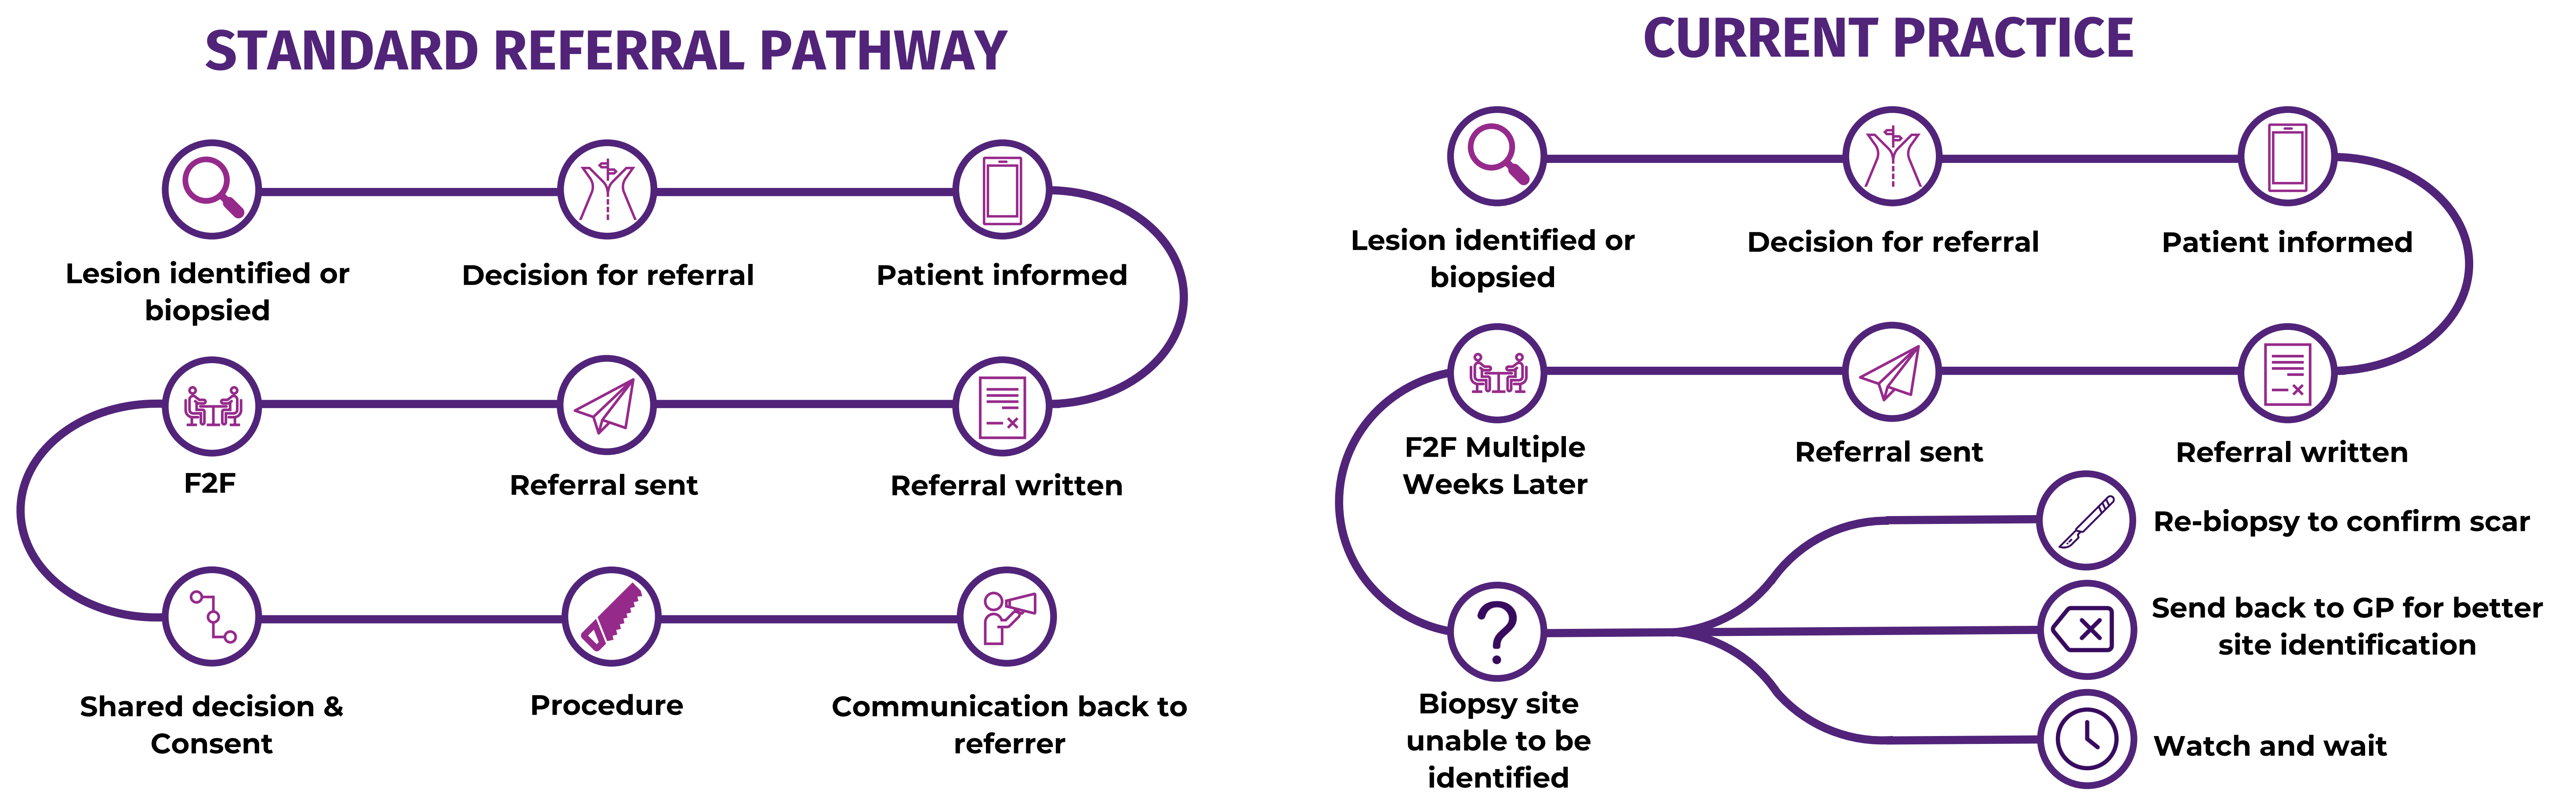 STANDARD REFERRAL PATHWAY
Lesion identified or
biopsied
Decision for referral
Patient informed
F2F
Referral sent
Referral written
Shared decision &
Consent
Procedure
Communication back to
referrer
CURRENT PRACTICE
Lesion identified or
biopsied
Decision for referral
Patient informed
F2F Multiple
Weeks Later
Referral sent
Referral written
Biopsy site
unable to be
identified
Re-biopsy to confirm scar
Send back to GP for better
site identification
Watch and wait